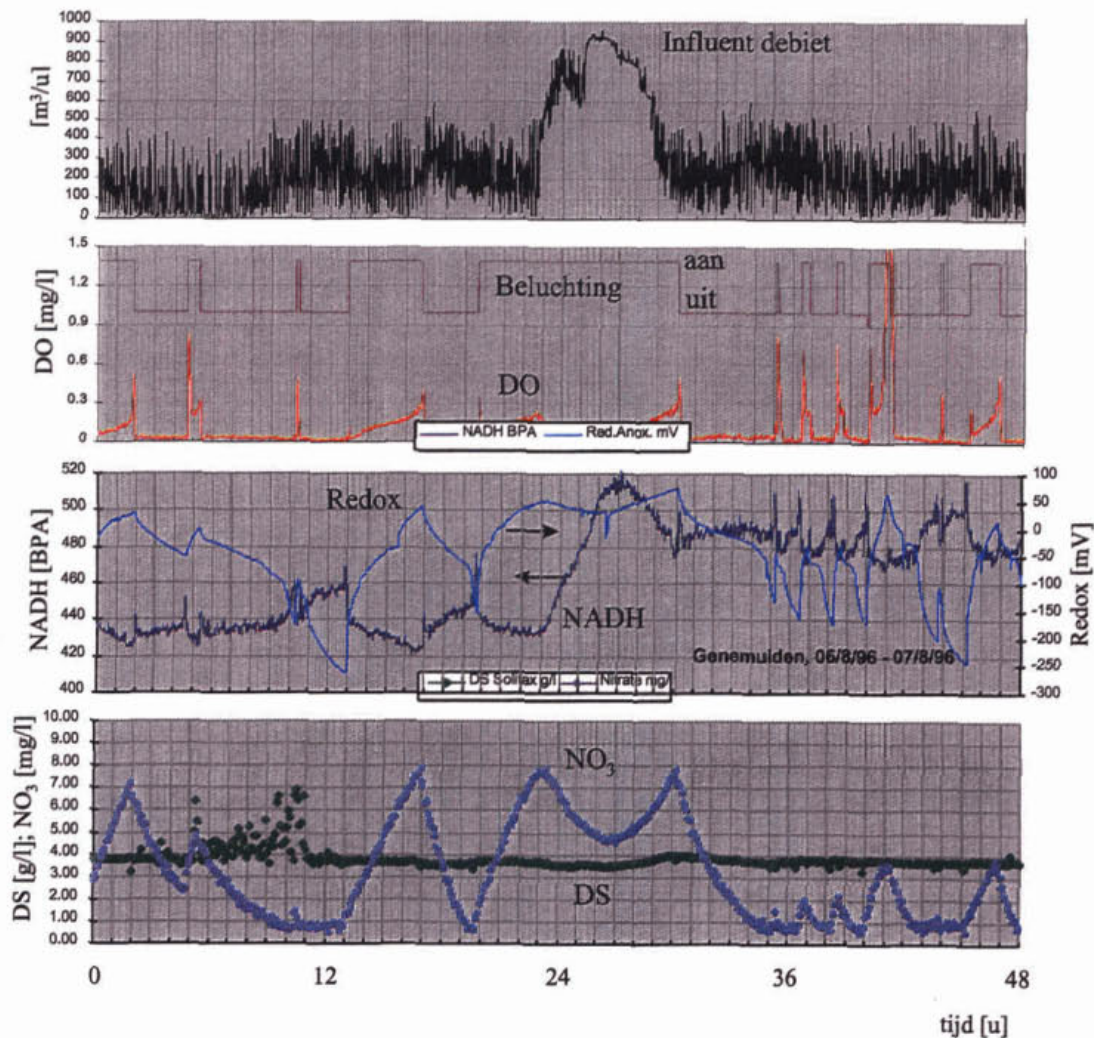 1000
900
800
700
600
500
400
300
200
100
0
[m³/u]
Influent debiet
1.5
1.2
0.9
0.6
0.3
0
DO [mg/l]
Beluchting
aan
uit
DO
NADH BPA Red.Anox. mV
520
500
480
460
440
420
400
NADH [BPA]
Redox
NADH
100
50
0
-50
-100
-150
-200
-250
-300
Redox [mV]
Genemuiden, 06/8/96 - 07/8/96
DS Solitax g/l Nitrate mg/l
10.00
9.00
8.00
7.00
6.00
5.00
4.00
3.00
2.00
1.00
0.00
DS [g/l]; NO₃ [mg/l]
NO₃
DS
0 12 24 36 48
tijd [u]